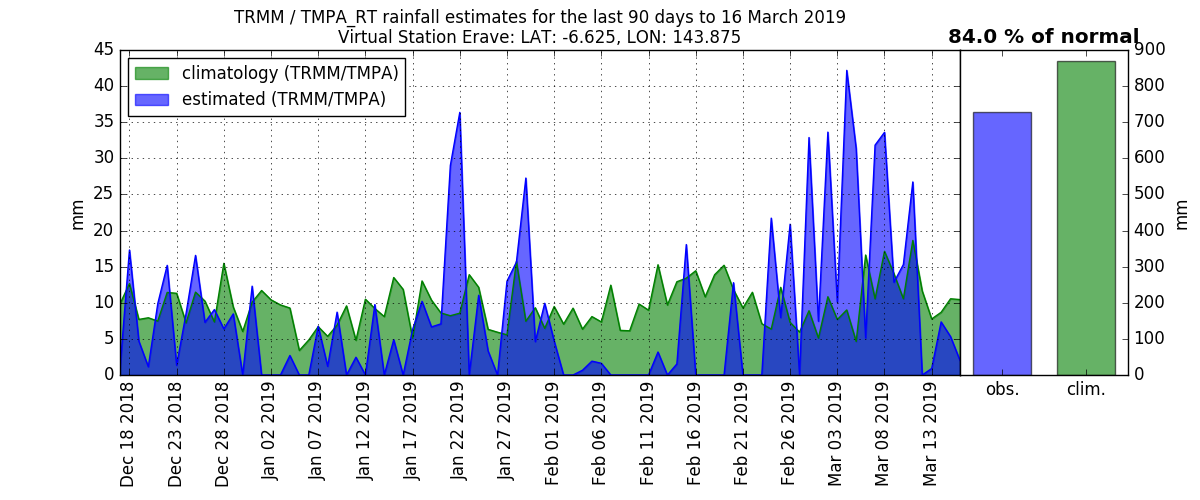 TRMM / TMPA_RT rainfall estimates for the last 90 days to 16 March 2019
Virtual Station Erave: LAT: -6.625, LON: 143.875
84.0 % of normal
climatology (TRMM/TMPA)
estimated (TRMM/TMPA)
mm
45
40
35
30
25
20
15
10
5
0
Dec 18 2018
Dec 23 2018
Dec 28 2018
Jan 02 2019
Jan 07 2019
Jan 12 2019
Jan 17 2019
Jan 22 2019
Jan 27 2019
Feb 01 2019
Feb 06 2019
Feb 11 2019
Feb 16 2019
Feb 21 2019
Feb 26 2019
Mar 03 2019
Mar 08 2019
Mar 13 2019
obs.
clim.
900
800
700
600
500
400
300
200
100
0
mm